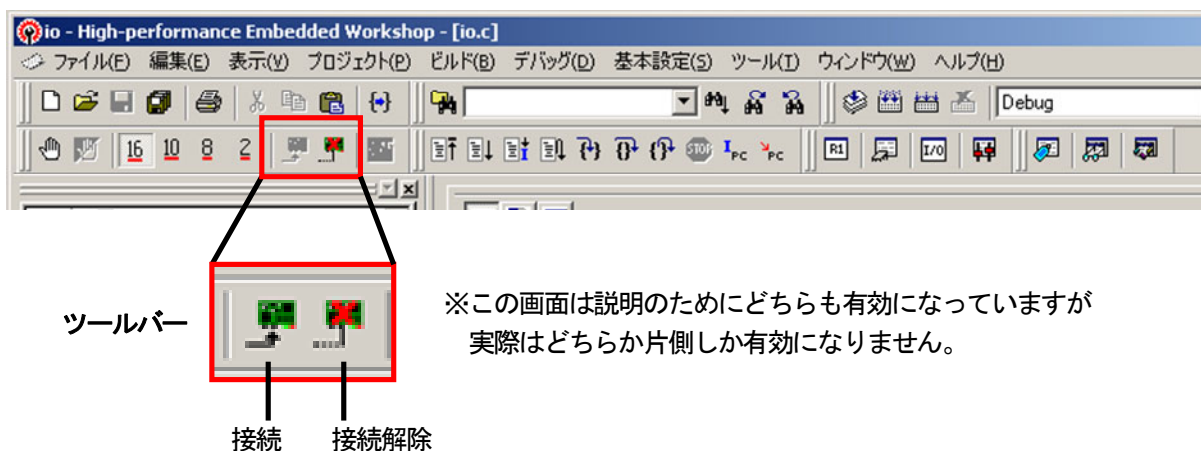 io - High-performance Embedded Workshop - [io.c]
ファイル(F) 編集(E) 表示(V) プロジェクト(P) ビルド(B) デバッグ(D) 基本設定(S) ツール(T) ウィンドウ(W) ヘルプ(H)
Debug
16 10 8 2 STOP I PC PC R1 I/O
ツールバー
※この画面は説明のためにどちらも有効になっていますが
実際はどちらか片側しか有効になりません。
接続 接続解除